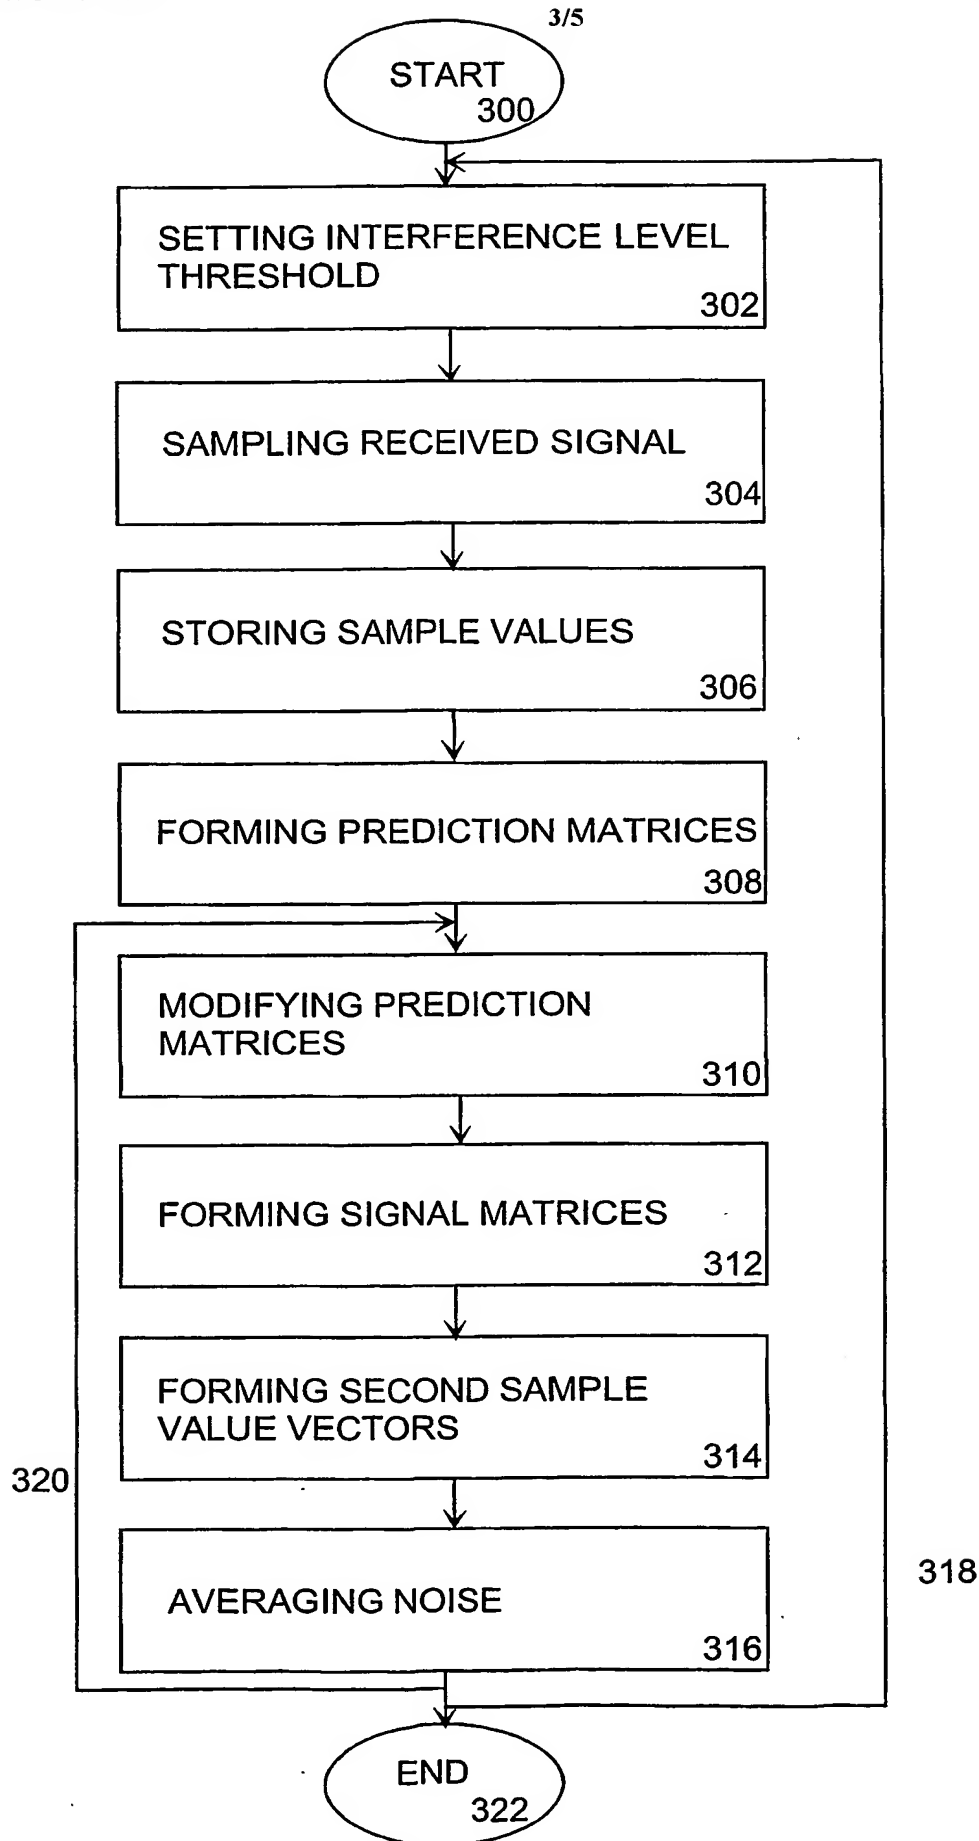 3/5
START
300
SETTING INTERFERENCE LEVEL
THRESHOLD
302
SAMPLING RECEIVED SIGNAL
304
STORING SAMPLE VALUES
306
FORMING PREDICTION MATRICES
308
MODIFYING PREDICTION
MATRICES
310
FORMING SIGNAL MATRICES
312
FORMING SECOND SAMPLE
VALUE VECTORS
314
320
AVERAGING NOISE
316
318
END
322